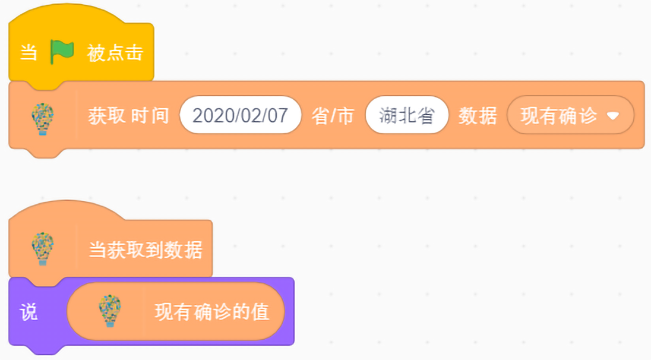 当 被点击
获取 时间 2020/02/07 省/市 湖北省 数据 现有确诊
当获取到数据
说 现有确诊的值